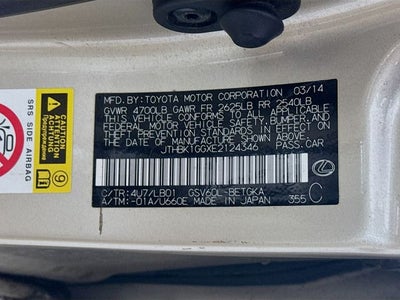 MFD. BY: TOYOTA MOTOR CORPORATION 03/14
GVWR 4700LB GAWR FR 2625LB RR 2540LB
THIS VEHICLE CONFORMS TO ALL APPLICABLE
FEDERAL MOTOR VEHICLE SAFETY, BUMPER, AND
THEFT PREVENTION STANDARDS IN EFFECT ON THE
DATE OF MANUFACTURE SHOWN ABOVE.
JTHBK1GGXE2124346 PASS.CAR
C/TR: 4U7/LB01 GSV60L-BETGKA
A/TM: -01A/U660E MADE IN JAPAN 355 C
SRS SIDE AIRBAG
CAUTION
ACHTUNG